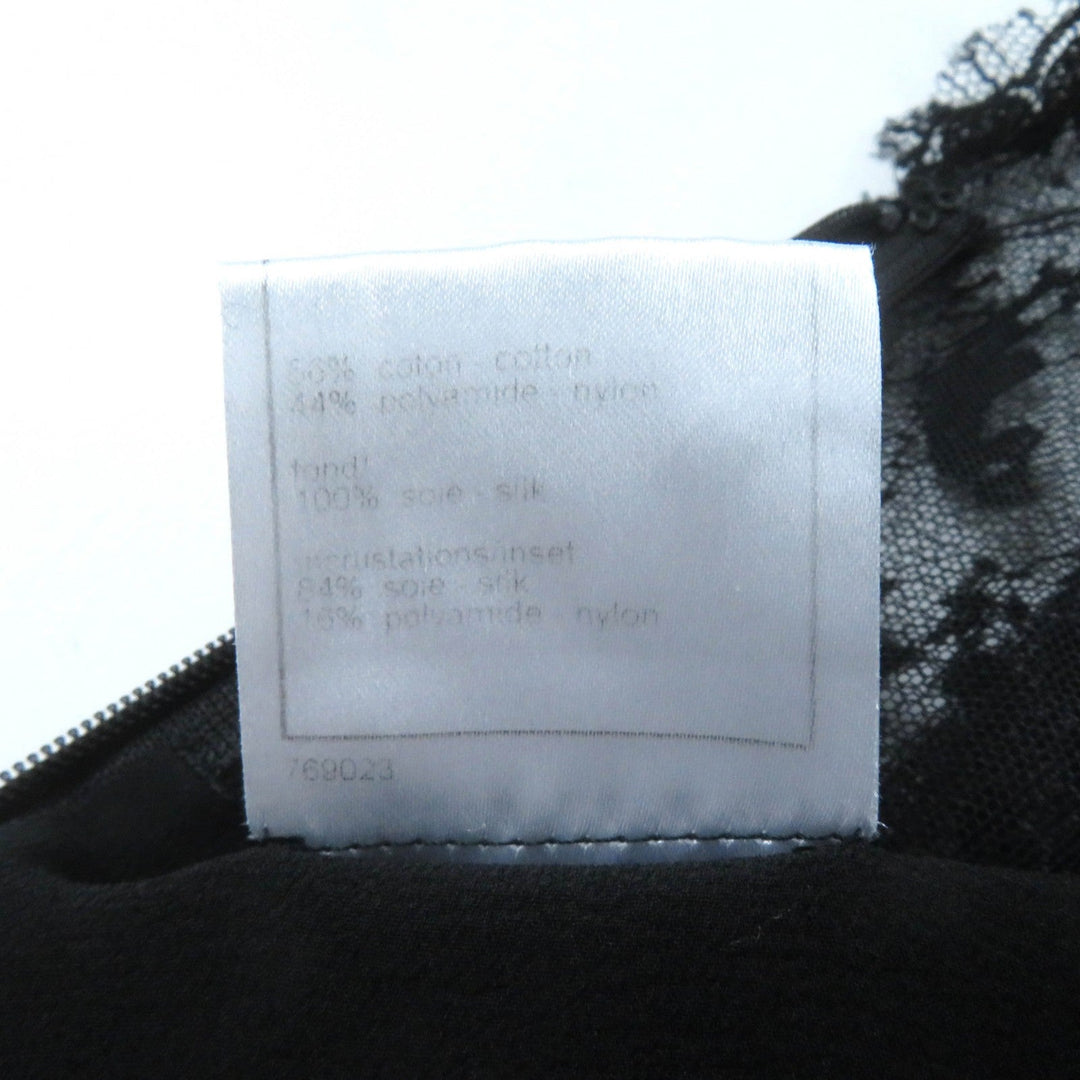 56% coton - cotton
44% polyamide - nylon
fond
100% soie - silk
incrustations/inset
84% soie - silk
16% polyamide - nylon
769023